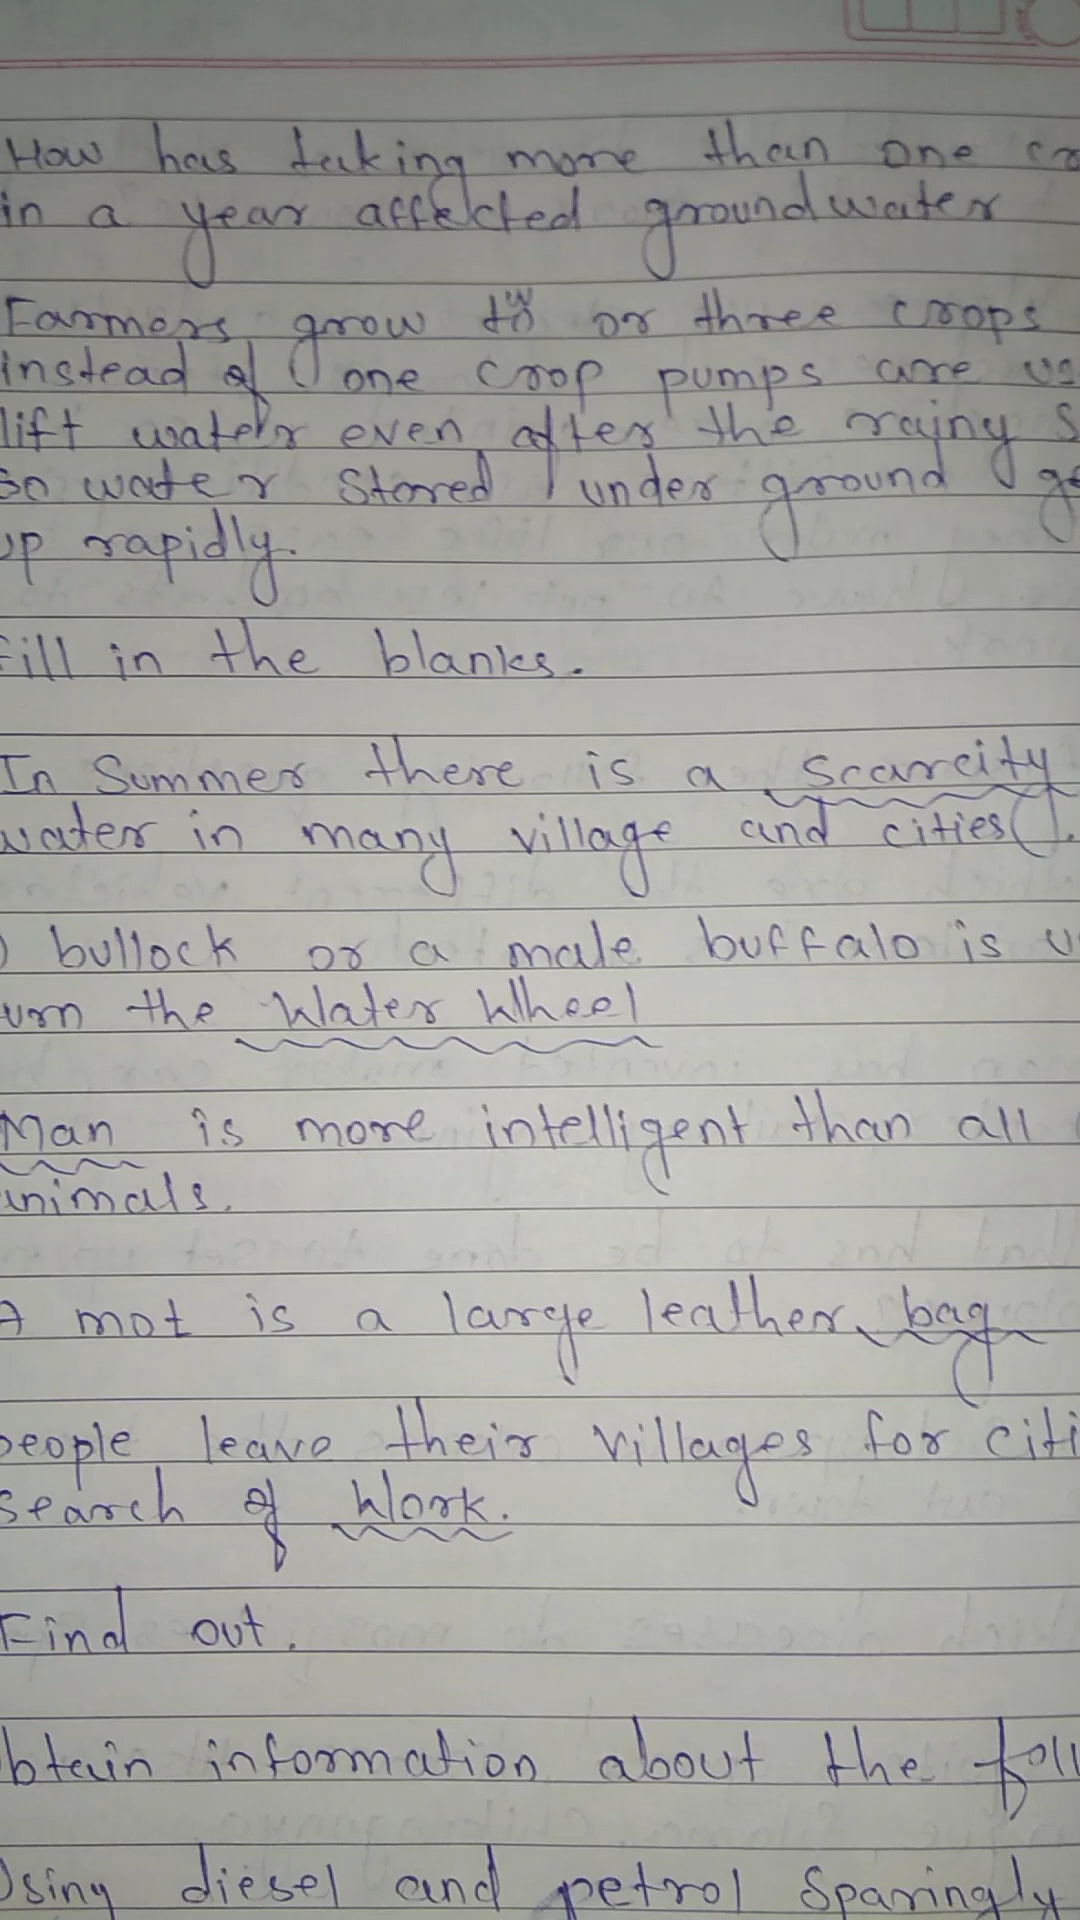 How has taking more than one
in a year affected groundwater
Farmers grow two or three crops
instead of one crop pumps are
lift water even after the rainy
so water stored under ground
up rapidly.
Fill in the blanks.
In Summer there is a scarcity
water in many village and cities.
bullock or a male buffalo is
the Water Wheel
Man is more intelligent than all
animals.
A mot is a large leather bag
people leave their villages for
search of Work.
Find out.
obtain information about the
Using diesel and petrol Sparingly